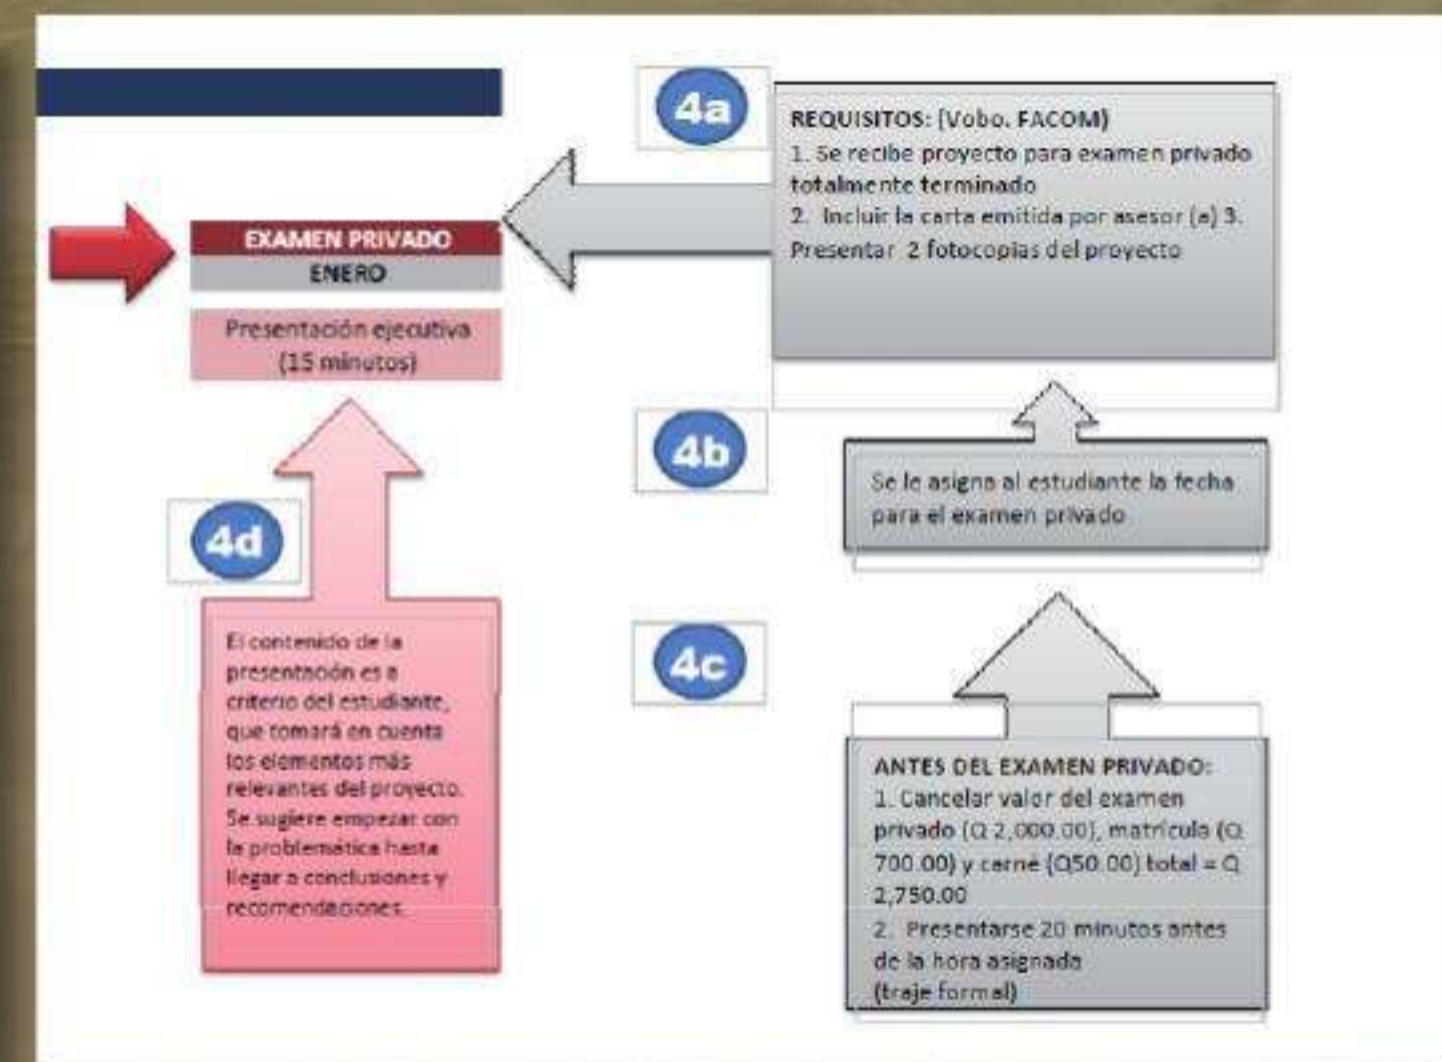 4a
REQUISITOS: (Vobo. FACOM)
1. Se recibe proyecto para examen privado
totalmente terminado
2. Incluir la carta emitida por asesor (a) 3.
Presentar 2 fotocopias del proyecto
EXAMEN PRIVADO
ENERO
Presentación ejecutiva
(15 minutos)
4b
Se le asigna al estudiante la fecha
para el examen privado
4d
El contenido de la
presentación es a
criterio del estudiante,
que tomará en cuenta
los elementos más
relevantes del proyecto.
Se sugiere empezar con
la problemática hasta
llegar a conclusiones y
recomendaciones.
4c
ANTES DEL EXAMEN PRIVADO:
1. Cancelar valor del examen
privado (Q 2,000.00), matrícula (Q
700.00) y carné (Q50.00) total = Q
2,750.00
2. Presentarse 20 minutos antes
de la hora asignada
(traje formal)